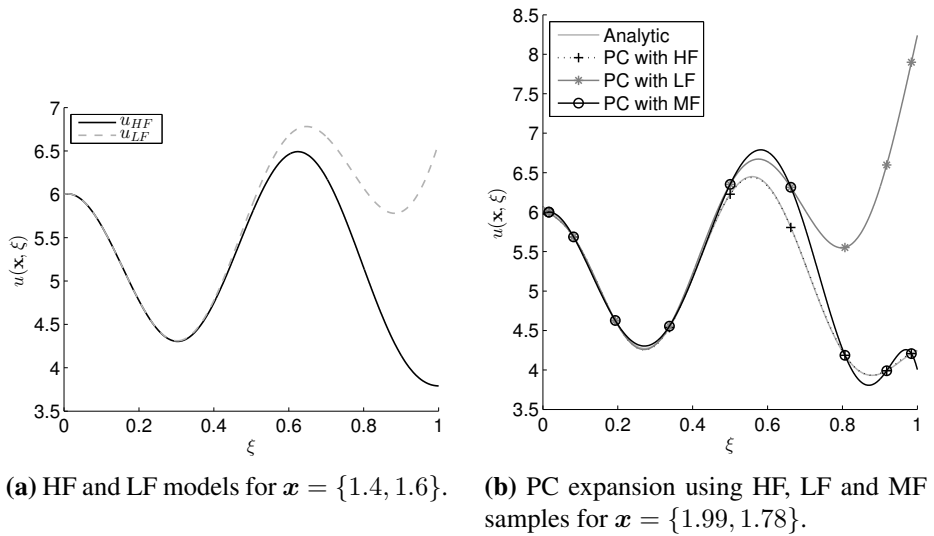 7
6.5
6
5.5
5
4.5
4
3.5
0 0.2 0.4 0.6 0.8 1
u(x, ξ)
ξ
u_{HF}
u_{LF}
(a) HF and LF models for x = {1.4, 1.6}.
8.5
8
7.5
7
6.5
6
5.5
5
4.5
4
3.5
0 0.2 0.4 0.6 0.8 1
u(x, ξ)
ξ
Analytic
PC with HF
PC with LF
PC with MF
(b) PC expansion using HF, LF and MF
samples for x = {1.99, 1.78}.